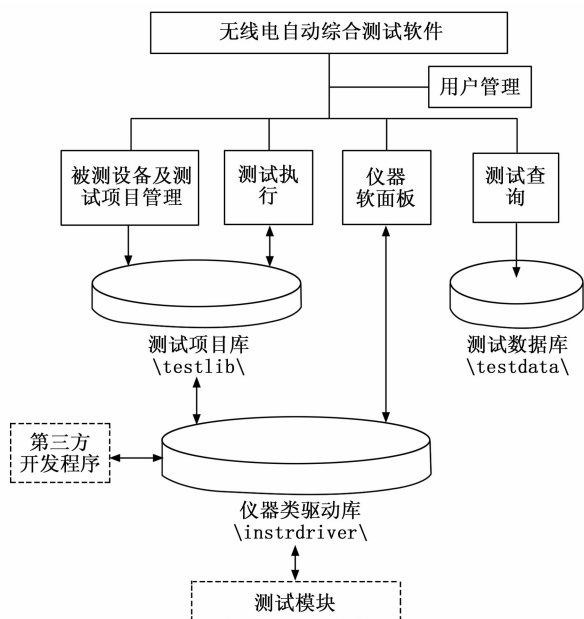 无线电自动综合测试软件
用户管理
被测设备及测
试项目管理
测试执
行
仪器
软面板
测试查
询
测试项目库
\testlib\
测试数据库
\testdata\
第三方
开发程序
仪器类驱动库
\instrdriver\
测试模块